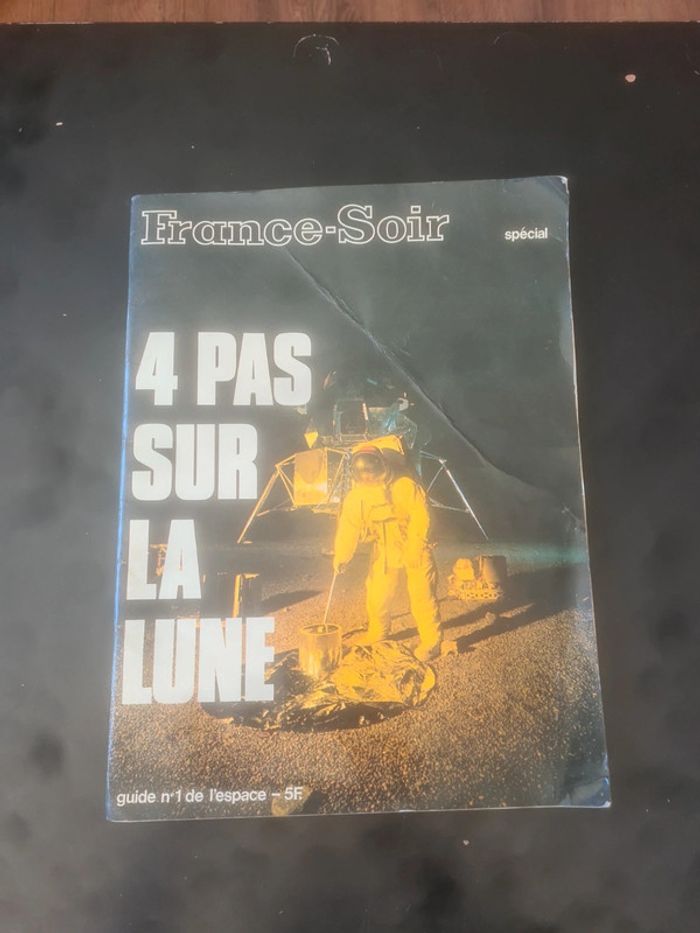 France-Soir
spécial
4 PAS
SUR
LA
LUNE
guide n°1 de l'espace – 5F